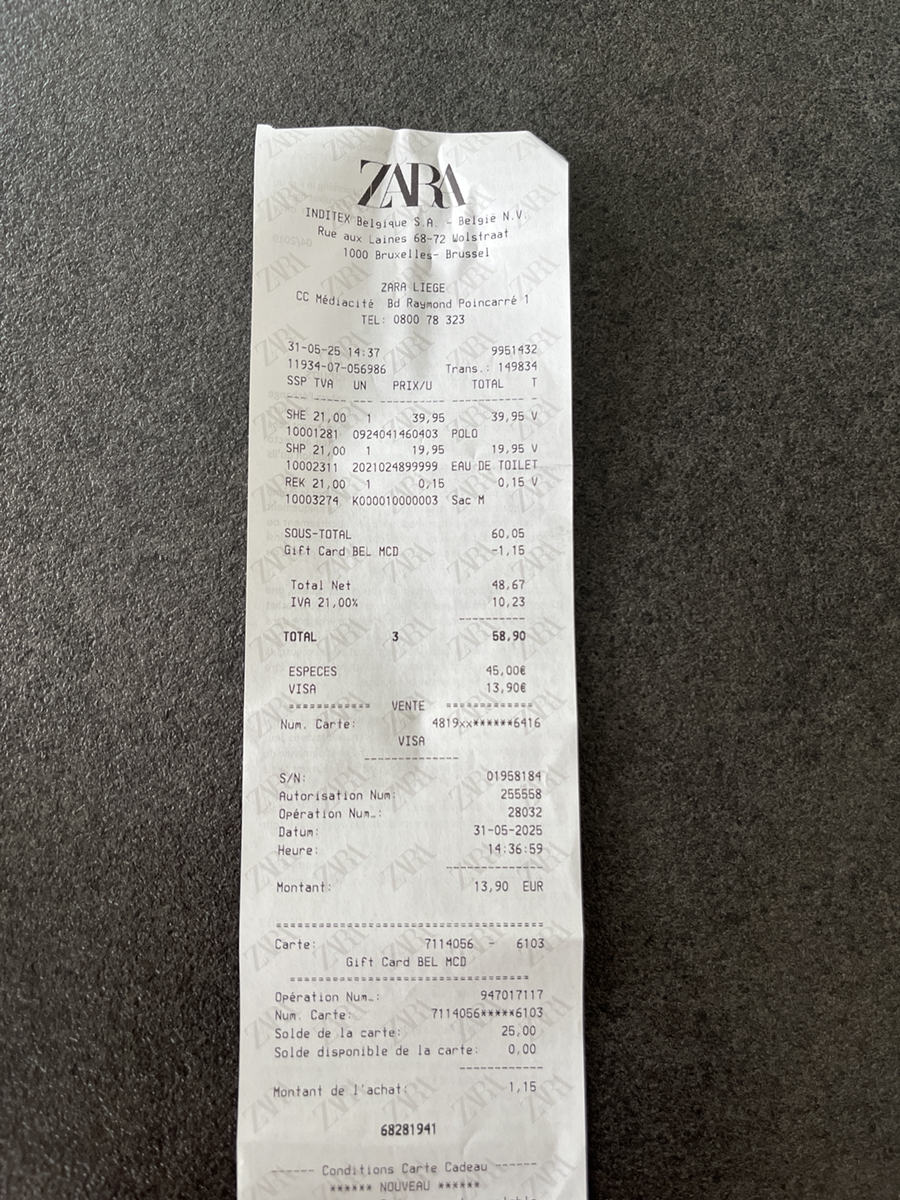 ZARA
INDITEX Belgique S.A. - België N.V.
Rue aux Laines 68-72 Wolstraat
1000 Bruxelles- Brussel
ZARA LIEGE
CC Médiacité Bd Raymond Poincarré 1
TEL: 0800 78 323
31-05-25 14:37 9951432
11934-07-056986 Trans.: 149834
SSP TVA UN PRIX/U TOTAL T
SHE 21,00 1 39,95 39,95 V
10001281 0924041460403 POLO
SHP 21,00 1 19,95 19,95 V
10002311 2021024899999 EAU DE TOILET
REK 21,00 1 0,15 0,15 V
10003274 K000010000003 Sac M
SOUS-TOTAL 60,05
Gift Card BEL MCD -1,15
Total Net 48,67
IVA 21,00% 10,23
TOTAL 3 58,90
ESPECES 45,00€
VISA 13,90€
=========== VENTE ============
Num. Carte: 4819xx******6416
VISA
S/N: 01958184
Autorisation Num: 255558
Opération Num.: 28032
Datum: 31-05-2025
Heure: 14:36:59
Montant: 13,90 EUR
Carte: 7114056 - 6103
Gift Card BEL MCD
Opération Num.: 947017117
Num. Carte: 7114056*****6103
Solde de la carte: 25,00
Solde disponible de la carte: 0,00
Montant de l'achat: 1,15
68281941
------ Conditions Carte Cadeau ------
****** NOUVEAU ******